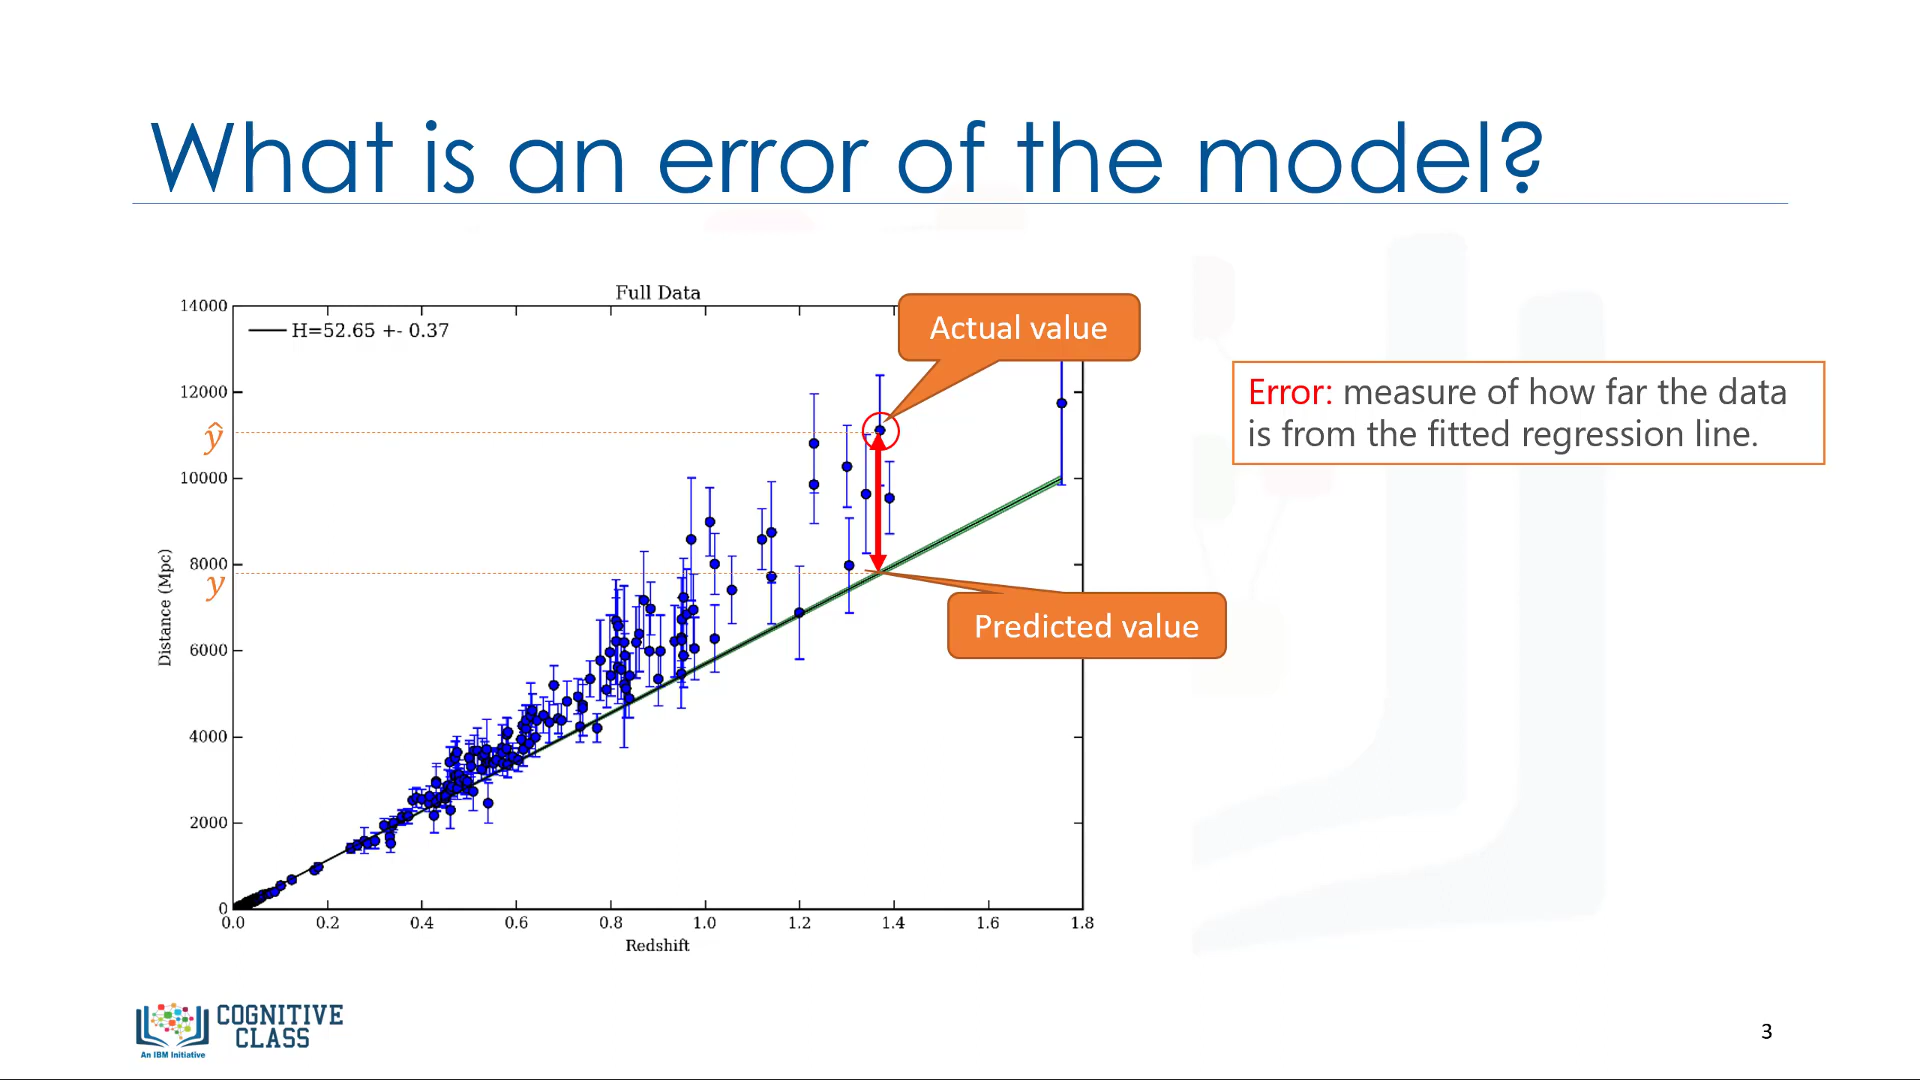 What is an error of the model?
Full Data
14000
H=52.65 +- 0.37
Actual value
12000
Error: measure of how far the data
is from the fitted regression line.
ŷ
10000
8000
y
Distance (Mpc)
Predicted value
6000
4000
2000
0
0.0 0.2 0.4 0.6 0.8 1.0 1.2 1.4 1.6 1.8
Redshift
COGNITIVE
CLASS
An IBM Initiative
3